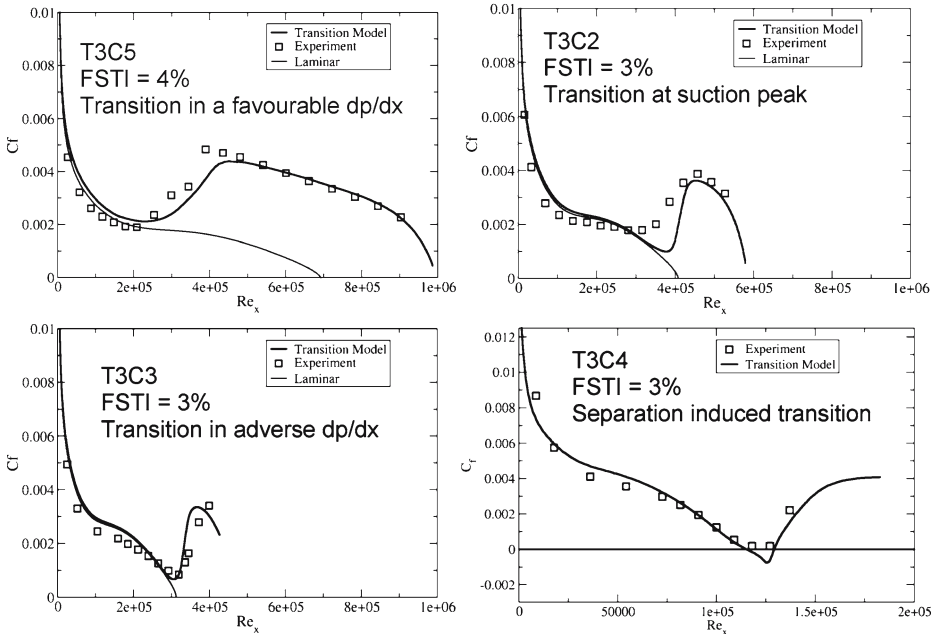 0.01
0.008
0.006
0.004
0.002
0
Cf
T3C5
FSTI = 4%
Transition in a favourable dp/dx
Transition Model
Experiment
Laminar
0
2e+05
4e+05
6e+05
8e+05
1e+06
Rex
0.01
0.008
0.006
0.004
0.002
0
Cf
T3C2
FSTI = 3%
Transition at suction peak
Transition Model
Experiment
Laminar
0
2e+05
4e+05
6e+05
8e+05
1e+06
Rex
0.01
0.008
0.006
0.004
0.002
0
Cf
T3C3
FSTI = 3%
Transition in adverse dp/dx
Transition Model
Experiment
Laminar
0
2e+05
4e+05
6e+05
8e+05
1e+06
Rex
0.012
0.01
0.008
0.006
0.004
0.002
0
-0.002
Cf
T3C4
FSTI = 3%
Separation induced transition
Experiment
Transition Model
0
50000
1e+05
1.5e+05
2e+05
Rex